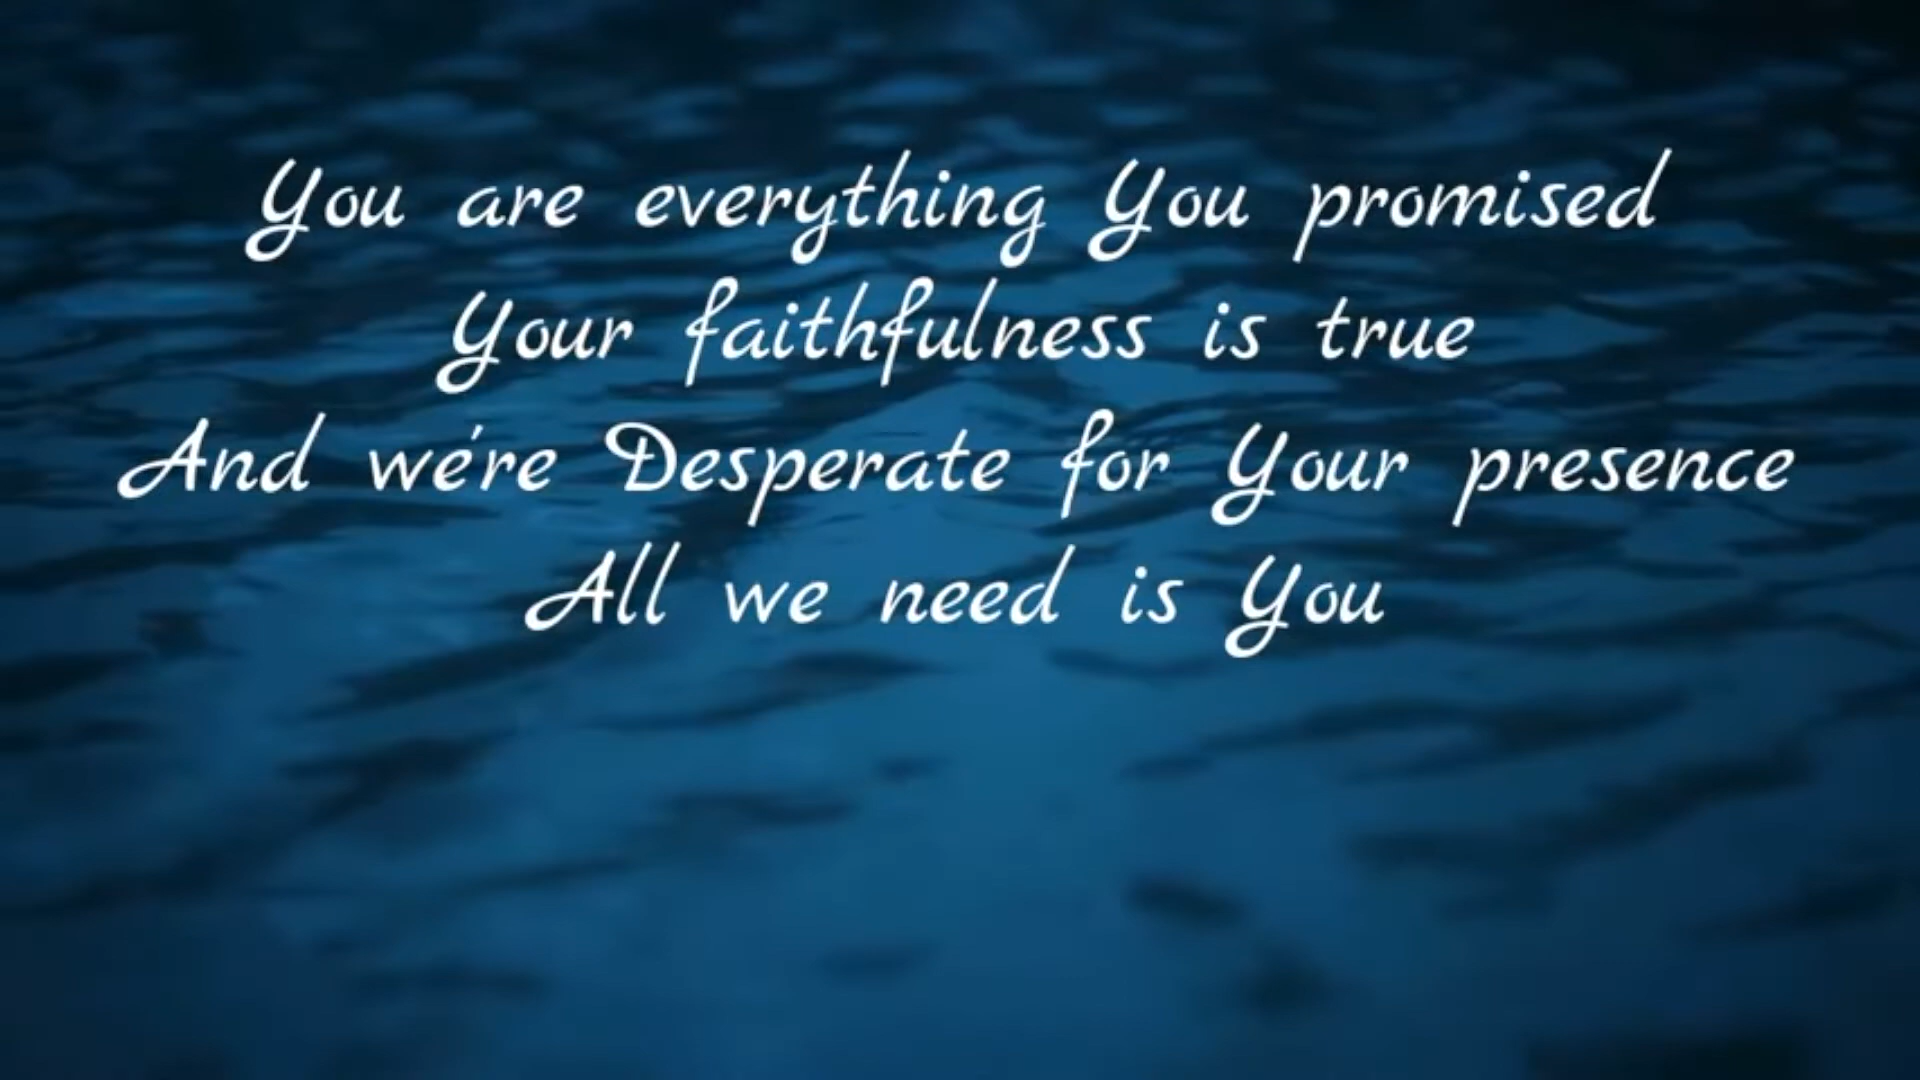 You are everything You promised
Your faithfulness is true
And we're Desperate for Your presence
All we need is You